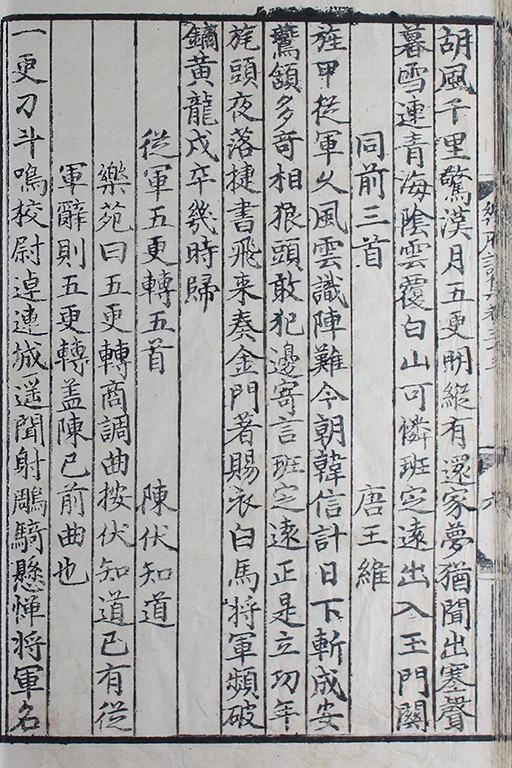 胡風千里驚漢月五更明縱有還家夢猶聞出塞聲
暮雪連青海陰雲覆白山可憐班定遠出入玉門關
同前三首 唐王維
旌甲從軍久風雲識陣難今朝韓信計日下斬成安
鷰頷多奇相狼頭敢犯邊寄言班定遠正是立功年
旄頭夜落捷書飛来奏金門著賜衣白馬将軍頻破
鏑黃龍戍卒幾時歸
從軍五更轉五首 陳伏知道
樂苑曰五更轉商調曲按伏知道已有從
軍辭則五更轉蓋陳已前曲也
一更刁斗鳴校尉逴連城遥聞射鵰騎懸憚将軍名